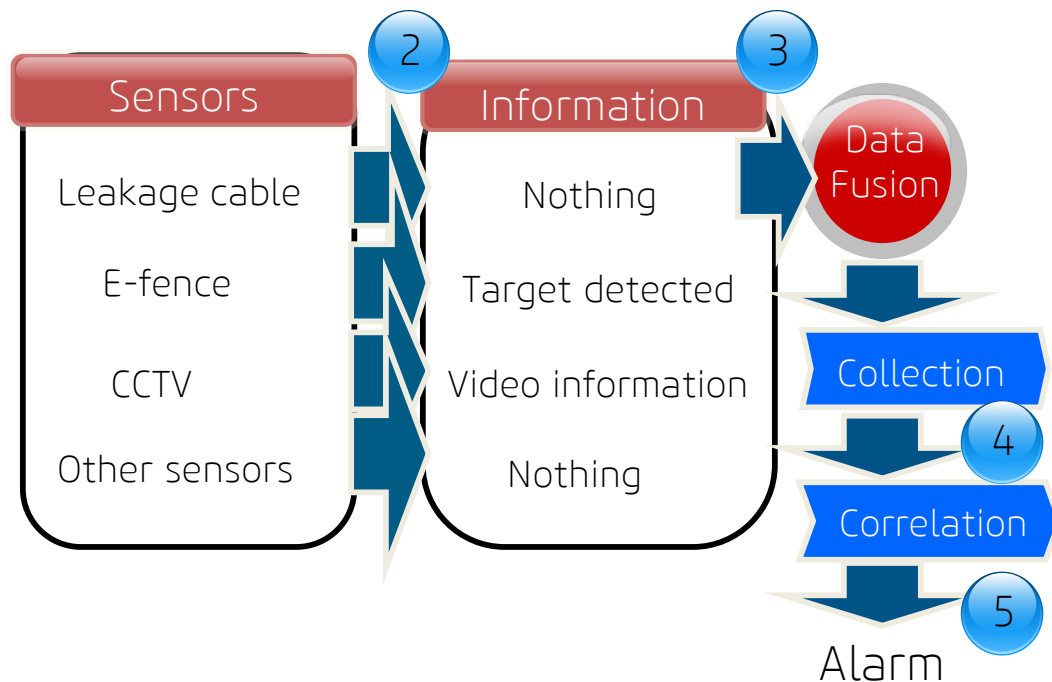 2
3
Sensors
Information
Data
Fusion
Leakage cable
Nothing
E-fence
Target detected
CCTV
Video information
Collection
4
Other sensors
Nothing
Correlation
5
Alarm